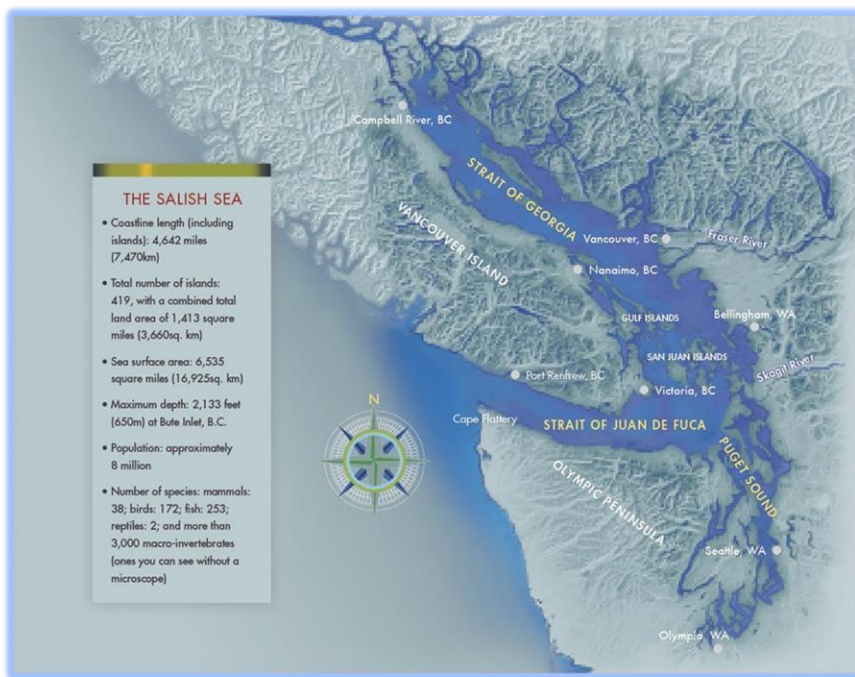 THE SALISH SEA
• Coastline length (including
islands): 4,642 miles
(7,470km)
• Total number of islands:
419, with a combined total
land area of 1,413 square
miles (3,660sq. km)
• Sea surface area: 6,535
square miles (16,925sq. km)
• Maximum depth: 2,133 feet
(650m) at Bute Inlet, B.C.
• Population: approximately
8 million
• Number of species: mammals:
38; birds: 172; fish: 253;
reptiles: 2; and more than
3,000 macro-invertebrates
(ones you can see without a
microscope)
Campbell River, BC
STRAIT OF GEORGIA
VANCOUVER ISLAND
Vancouver, BC
Fraser River
Nanaimo, BC
GULF ISLANDS
Bellingham, WA
SAN JUAN ISLANDS
Skagit River
Port Renfrew, BC
Victoria, BC
N
Cape Flattery
STRAIT OF JUAN DE FUCA
PUGET SOUND
OLYMPIC PENINSULA
Seattle, WA
Olympia, WA